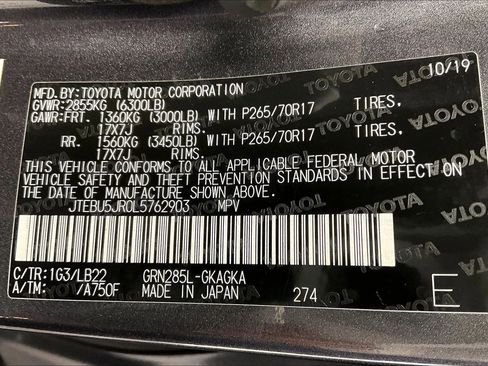 MFD. BY: TOYOTA MOTOR CORPORATION 10/19
GVWR: 2855KG (6300LB)
GAWR: FRT. 1360KG (3000LB) WITH P265/70R17 TIRES,
17X7J RIMS.
RR. 1560KG (3450LB) WITH P265/70R17 TIRES,
17X7J RIMS.
THIS VEHICLE CONFORMS TO ALL APPLICABLE FEDERAL MOTOR
VEHICLE SAFETY, THEFT PREVENTION STANDARDS IN EFFECT ON
THE DATE OF MANUFACTURE SHOWN ABOVE.
JTEBU5JR0L5762903 MPV
C/TR: 1G3/LB22 GRN285L-GKAGKA
A/TM: /A750F MADE IN JAPAN 274 E